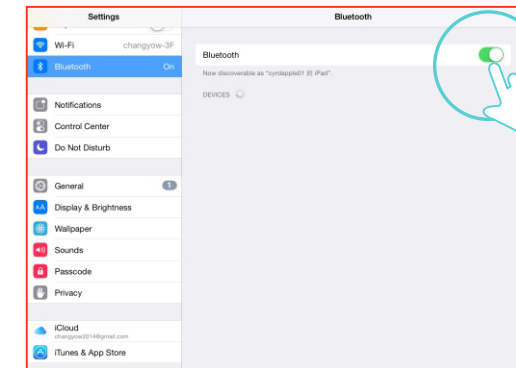 Settings
Bluetooth
Wi-Fi
changyow-3F
Bluetooth
On
Notifications
Control Center
Do Not Disturb
General
1
Display & Brightness
Wallpaper
Sounds
Passcode
Privacy
iCloud
changyow2014@gmail.com
iTunes & App Store
Bluetooth
Now discoverable as "cyrdapple01 的 iPad".
DEVICES